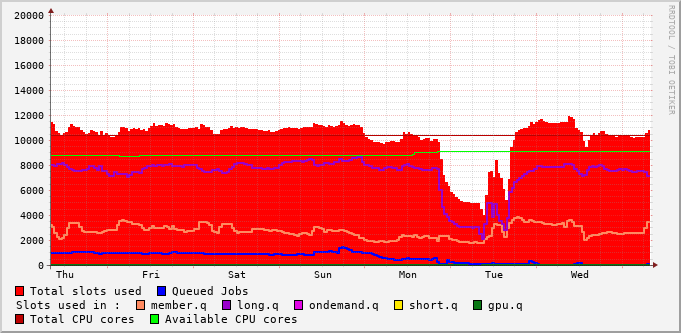 20000
18000
16000
14000
12000
10000
8000
6000
4000
2000
0
Thu Fri Sat Sun Mon Tue Wed
RRDTOOL / TOBI OETIKER
Total slots used Queued Jobs
Slots used in : member.q long.q ondemand.q short.q gpu.q
Total CPU cores Available CPU cores